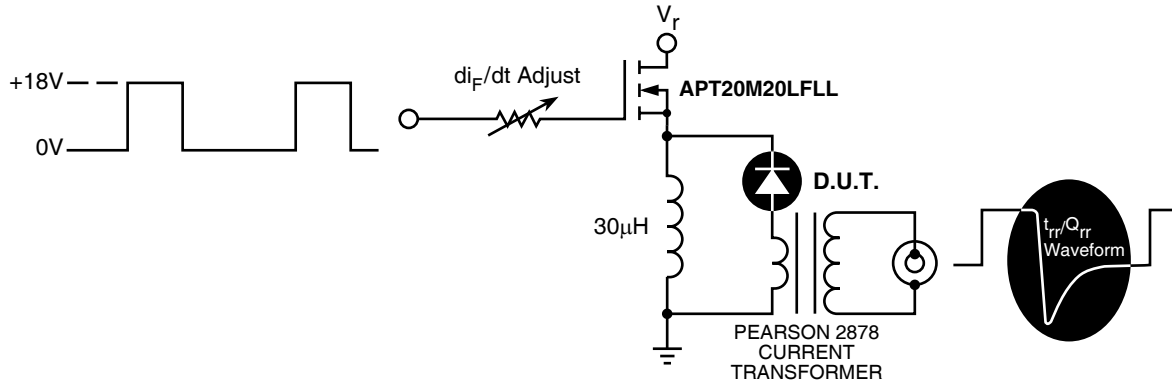 V_r
+18V
0V
di_F/dt Adjust
APT20M20LFLL
D.U.T.
30μH
t_rr/Q_rr
Waveform
PEARSON 2878
CURRENT
TRANSFORMER